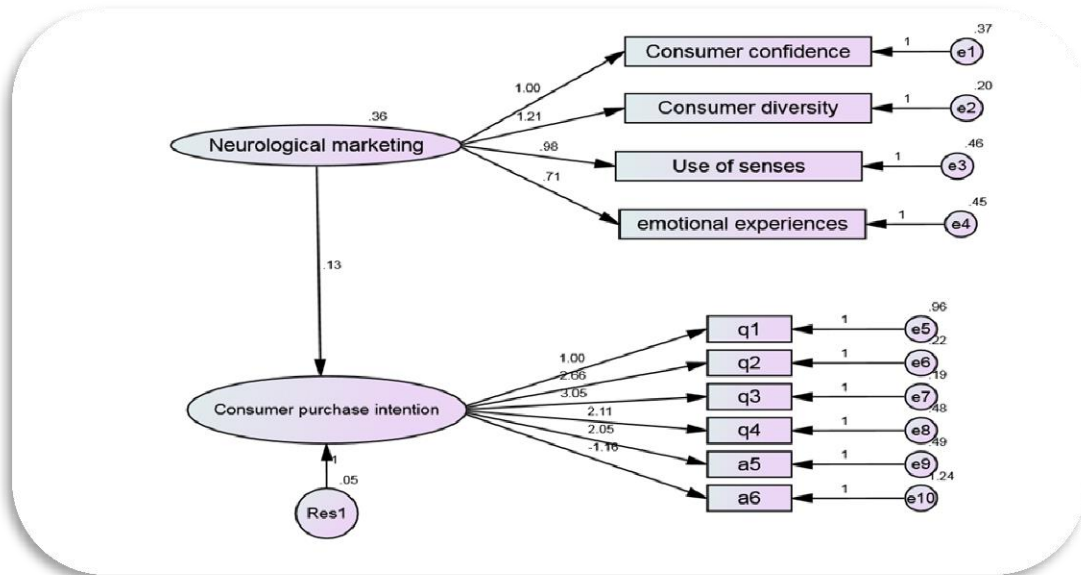 .37
Consumer confidence
1
e1
1.00
.20
.36
1.21
Consumer diversity
1
e2
Neurological marketing
.98
.46
Use of senses
1
e3
.71
.45
emotional experiences
1
e4
.13
.96
q1
1
e5
1.00
.22
q2
1
e6
2.66
.19
3.05
q3
1
e7
Consumer purchase intention
2.11
.48
q4
1
e8
2.05
.49
-1.16
a5
1
e9
1
1.24
.05
a6
1
e10
Res1